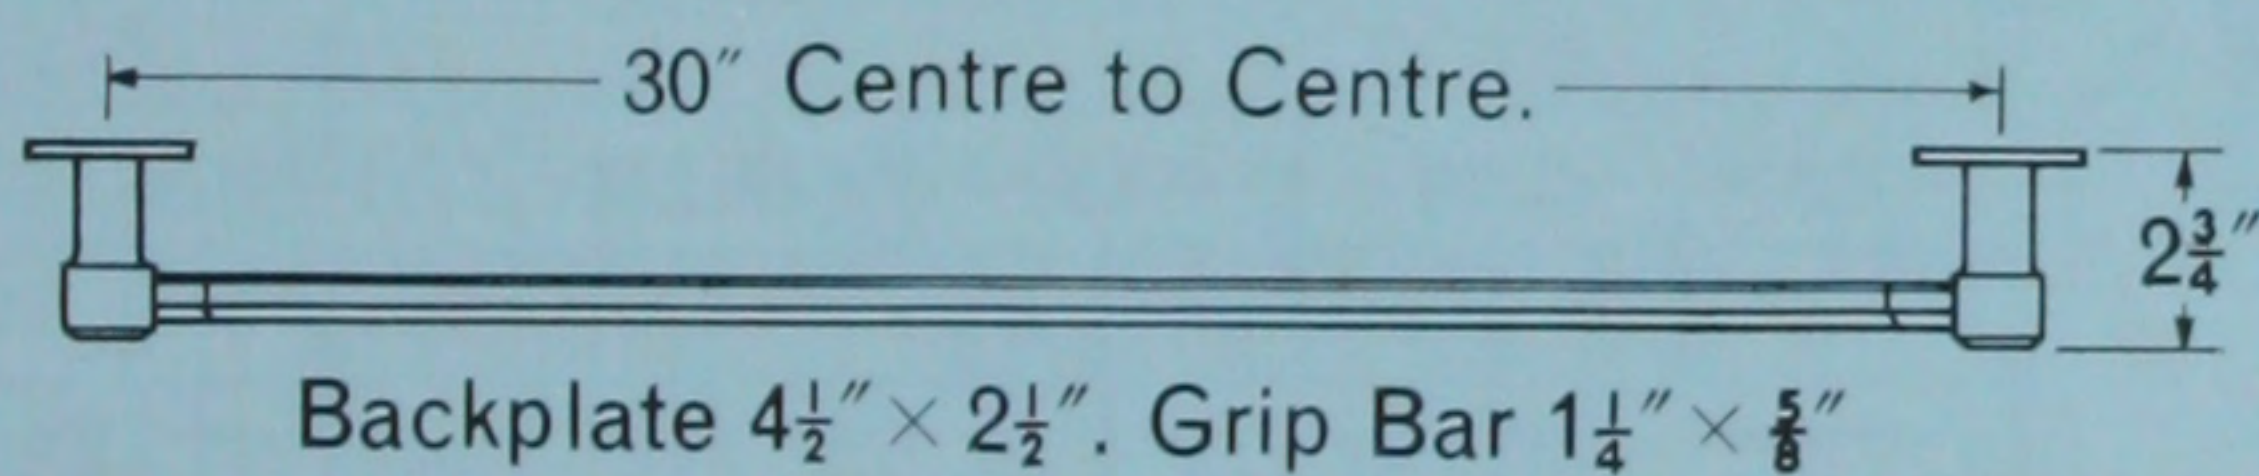 30″ Centre to Centre.
2¾″
Backplate 4½″ × 2½″. Grip Bar 1¼″ × ⅝″